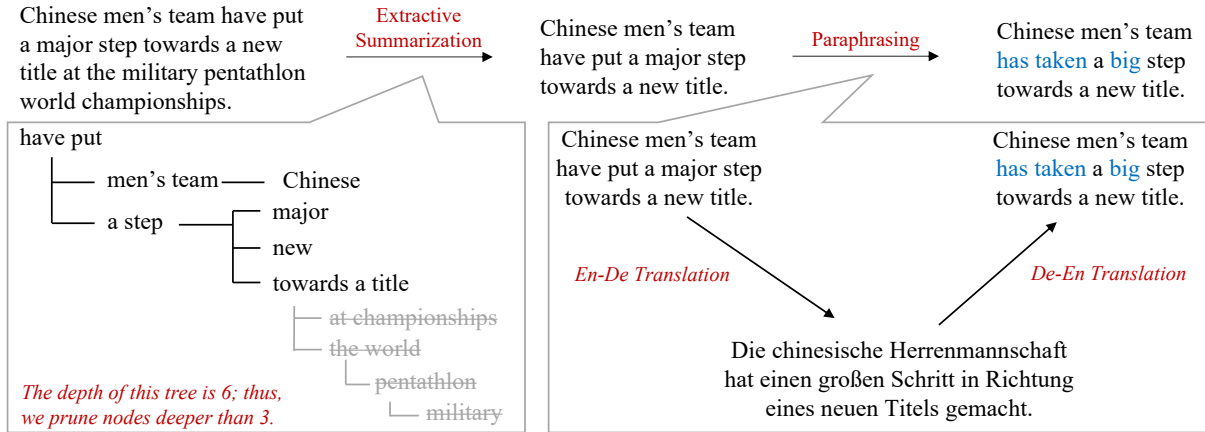 Chinese men's team have put
a major step towards a new
title at the military pentathlon
world championships.
Extractive
Summarization
Chinese men's team
have put a major step
towards a new title.
Paraphrasing
Chinese men's team
has taken a big step
towards a new title.
have put
men's team
Chinese
a step
major
new
towards a title
at championships
the world
pentathlon
military
The depth of this tree is 6; thus,
we prune nodes deeper than 3.
Chinese men's team
have put a major step
towards a new title.
Chinese men's team
has taken a big step
towards a new title.
En-De Translation
De-En Translation
Die chinesische Herrenmannschaft
hat einen großen Schritt in Richtung
eines neuen Titels gemacht.